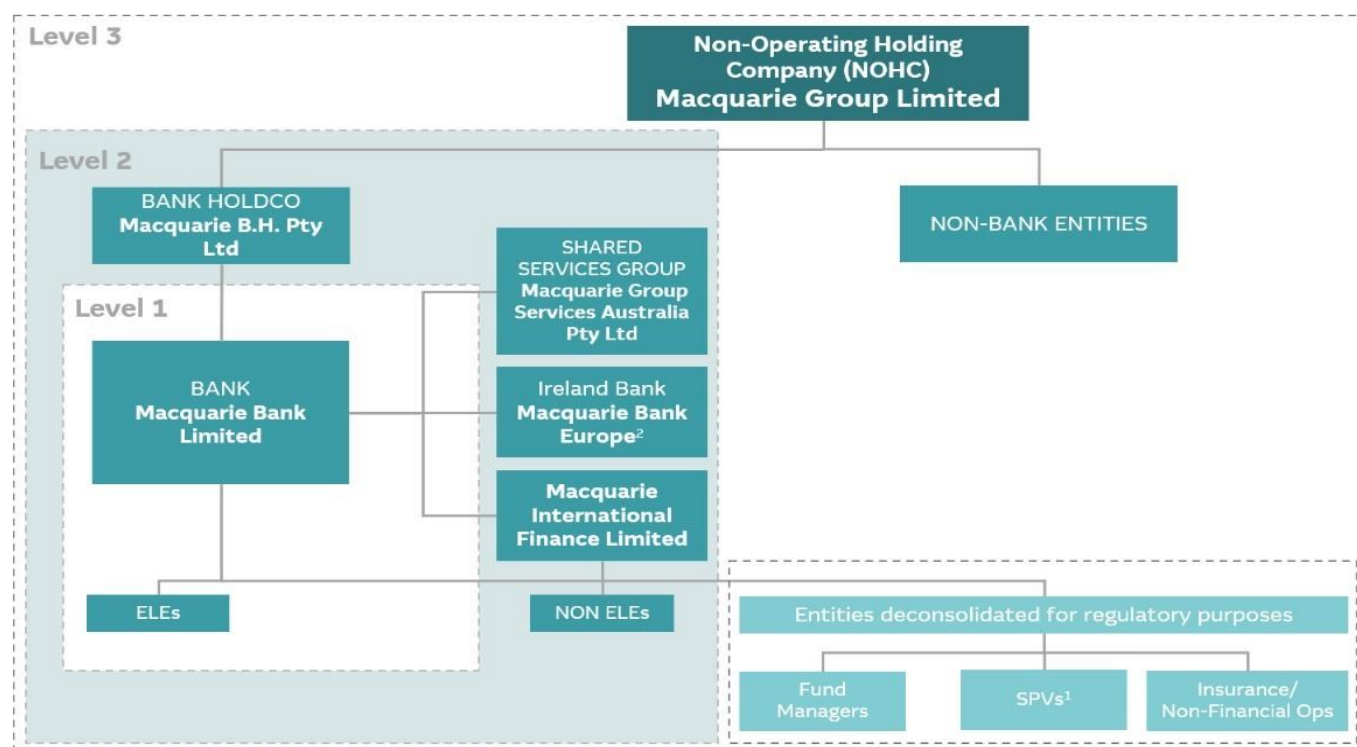 Level 3
Non-Operating Holding
Company (NOHC)
Macquarie Group Limited
Level 2
BANK HOLDCO
Macquarie B.H. Pty
Ltd
NON-BANK ENTITIES
SHARED
SERVICES GROUP
Macquarie Group
Services Australia
Pty Ltd
Level 1
BANK
Macquarie Bank
Limited
Ireland Bank
Macquarie Bank
Europe²
Macquarie
International
Finance Limited
ELEs
NON ELEs
Entities deconsolidated for regulatory purposes
Fund
Managers
SPVs¹
Insurance/
Non-Financial Ops